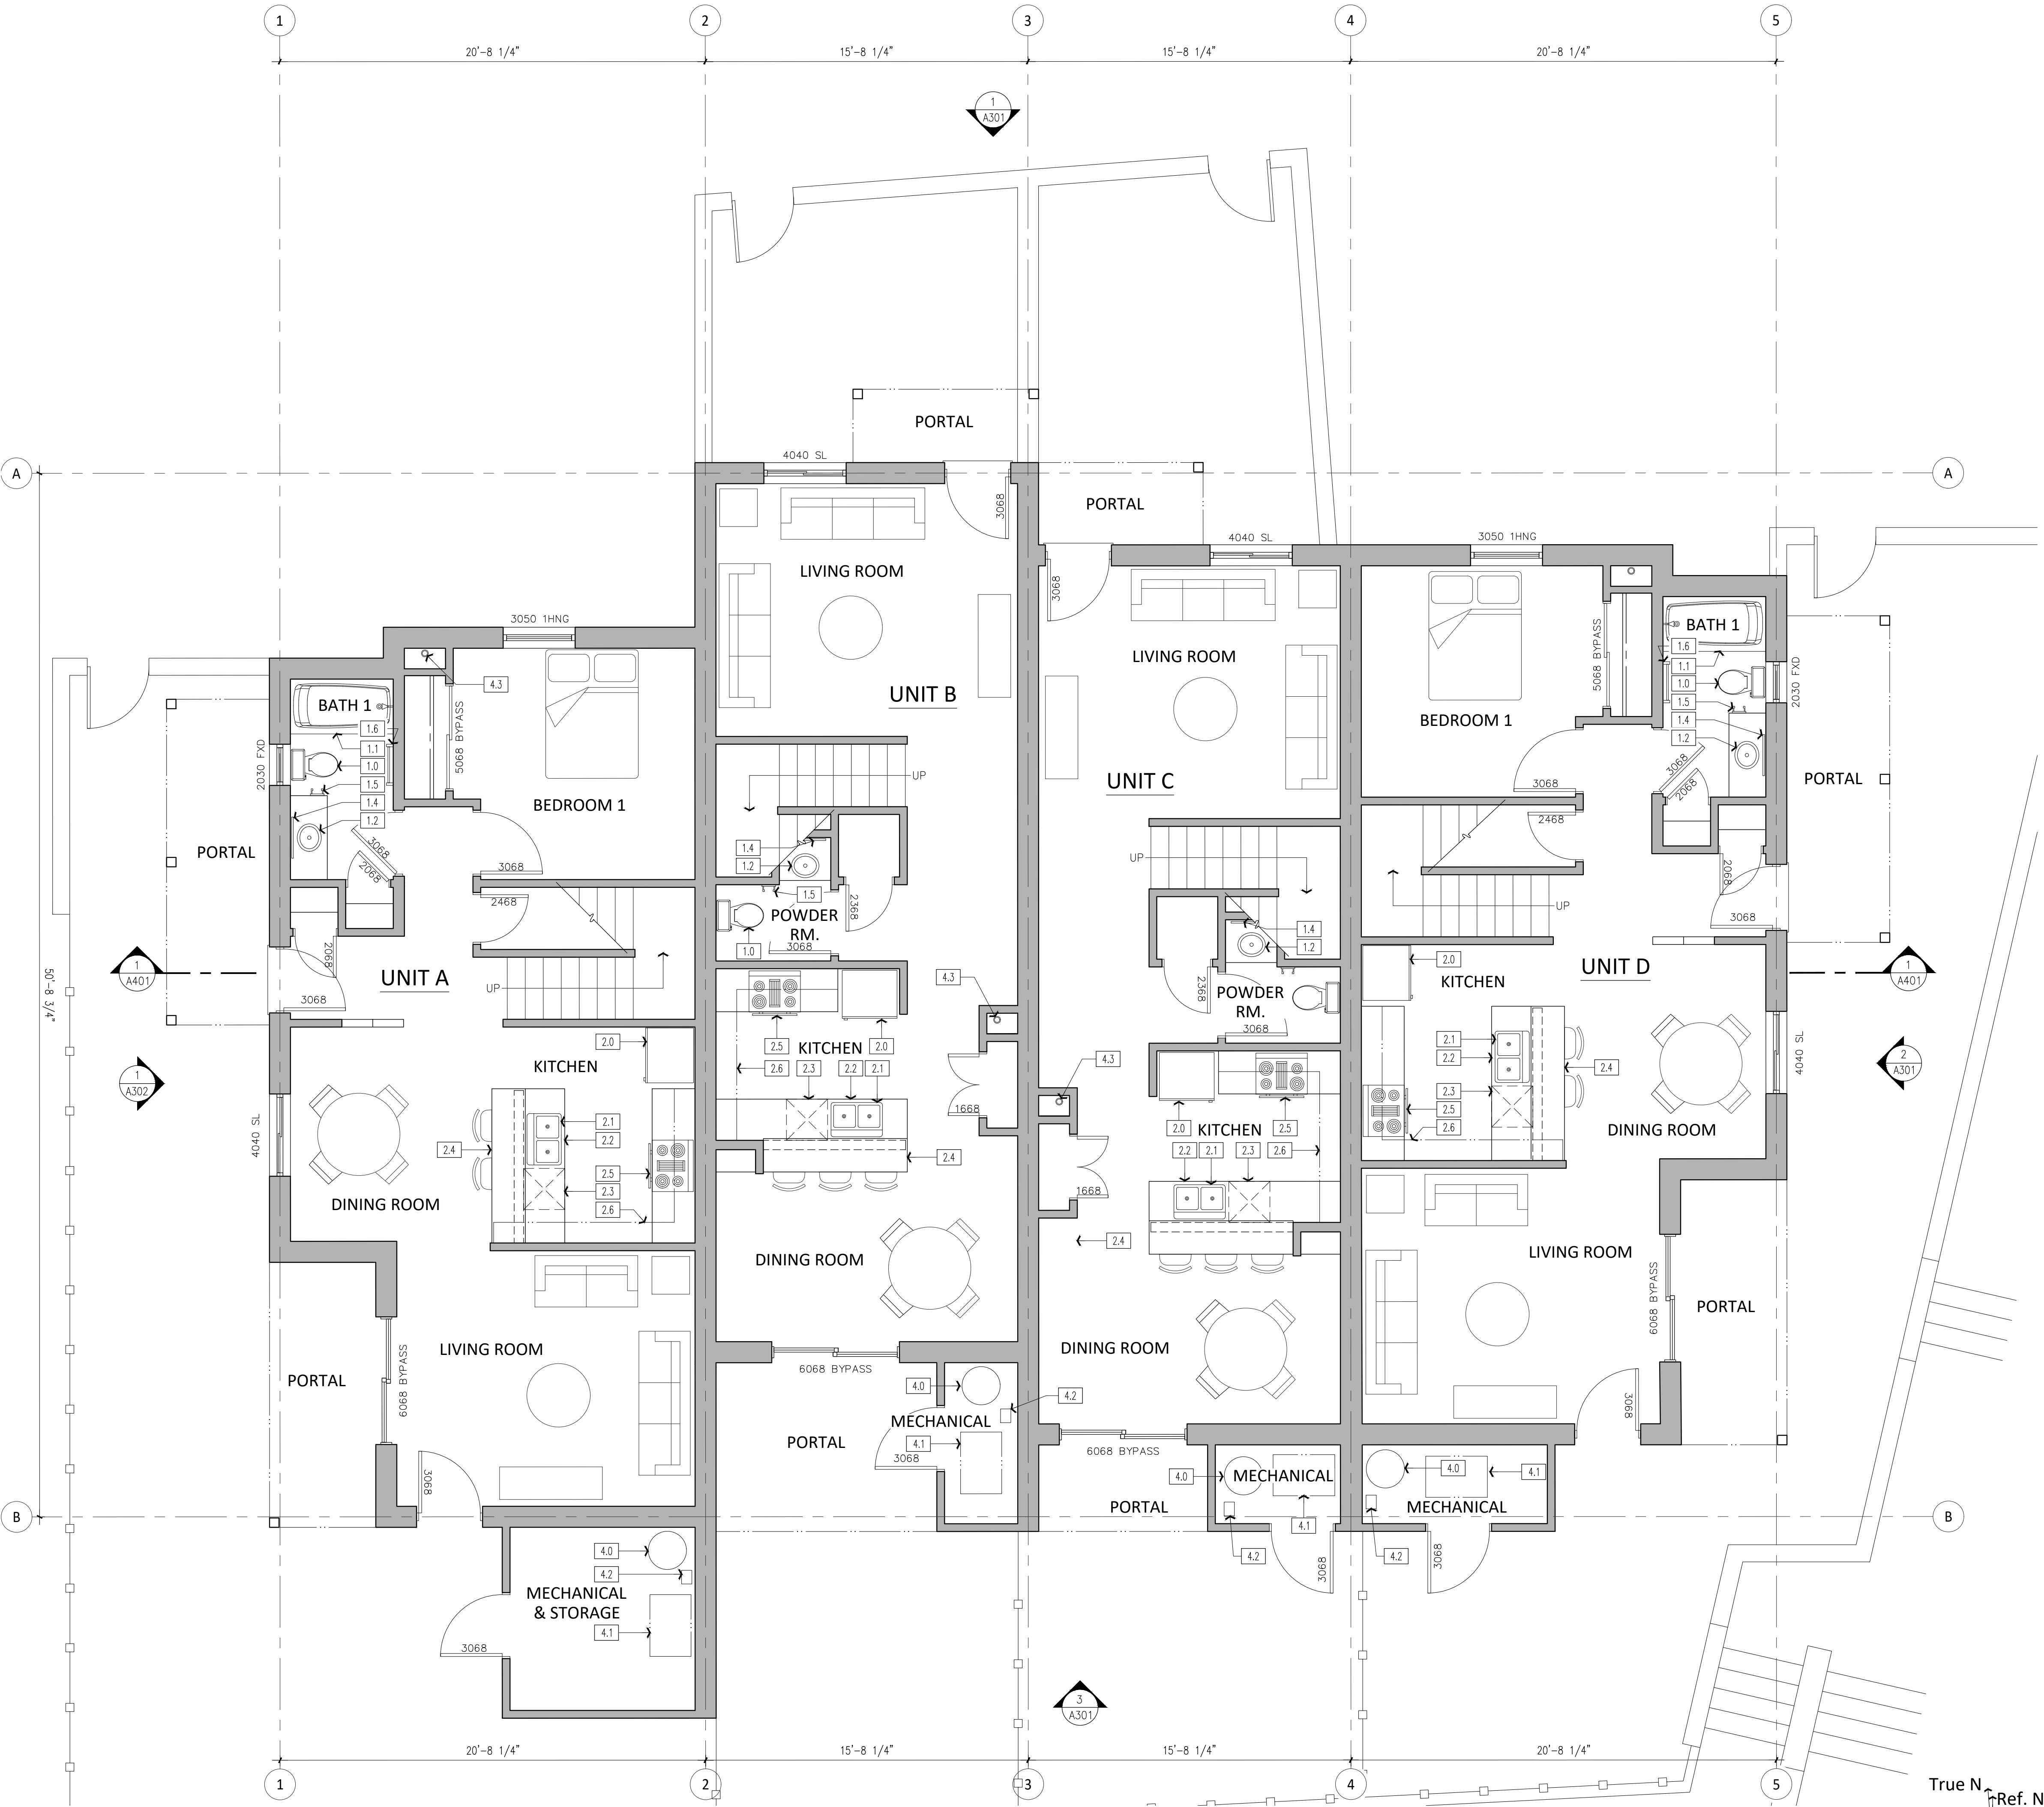 1 2 3 4 5
20'-8 1/4" 15'-8 1/4" 15'-8 1/4" 20'-8 1/4"
1
A301
PORTAL
A A
4040 SL
3068
PORTAL
LIVING ROOM
4040 SL
3068
3050 1HNG
3050 1HNG
4.3
BATH 1
1.6
1.1
1.0
1.5
1.4
1.2
2030 FXD
5068 BYPASS
BEDROOM 1
3068
3068
2068
2468
2068
3068
PORTAL
UNIT A
UP
1
A401
50'-8 3/4"
1
A302
4040 SL
KITCHEN
2.0
2.1
2.2
2.4
2.5
2.3
2.6
DINING ROOM
LIVING ROOM
6068 BYPASS
PORTAL
3068
MECHANICAL
& STORAGE
4.0
4.2
4.1
3068
UNIT B
UP
1.4
1.2
1.5
POWDER
RM.
1.0
3068
2368
4.3
KITCHEN
2.5
2.0
2.6
2.3
2.2
2.1
1668
2.4
DINING ROOM
6068 BYPASS
PORTAL
MECHANICAL
4.0
4.2
4.1
3068
LIVING ROOM
UNIT C
UP
1.4
1.2
2368
POWDER
RM.
3068
4.3
KITCHEN
2.0
2.5
2.2
2.1
2.3
2.6
1668
2.4
DINING ROOM
6068 BYPASS
PORTAL
4.0
MECHANICAL
4.1
4.2
3068
BEDROOM 1
5068 BYPASS
BATH 1
1.6
1.1
1.0
1.5
1.4
1.2
2030 FXD
3068
3068
2068
2468
2068
3068
PORTAL
UP
UNIT D
1
A401
2
A301
KITCHEN
2.0
2.1
2.2
2.3
2.4
2.5
2.6
4040 SL
DINING ROOM
LIVING ROOM
6068 BYPASS
PORTAL
3068
4.0
4.1
MECHANICAL
4.2
3068
B B
3
A301
20'-8 1/4" 15'-8 1/4" 15'-8 1/4" 20'-8 1/4"
1 2 3 4 5
True N
Ref. N